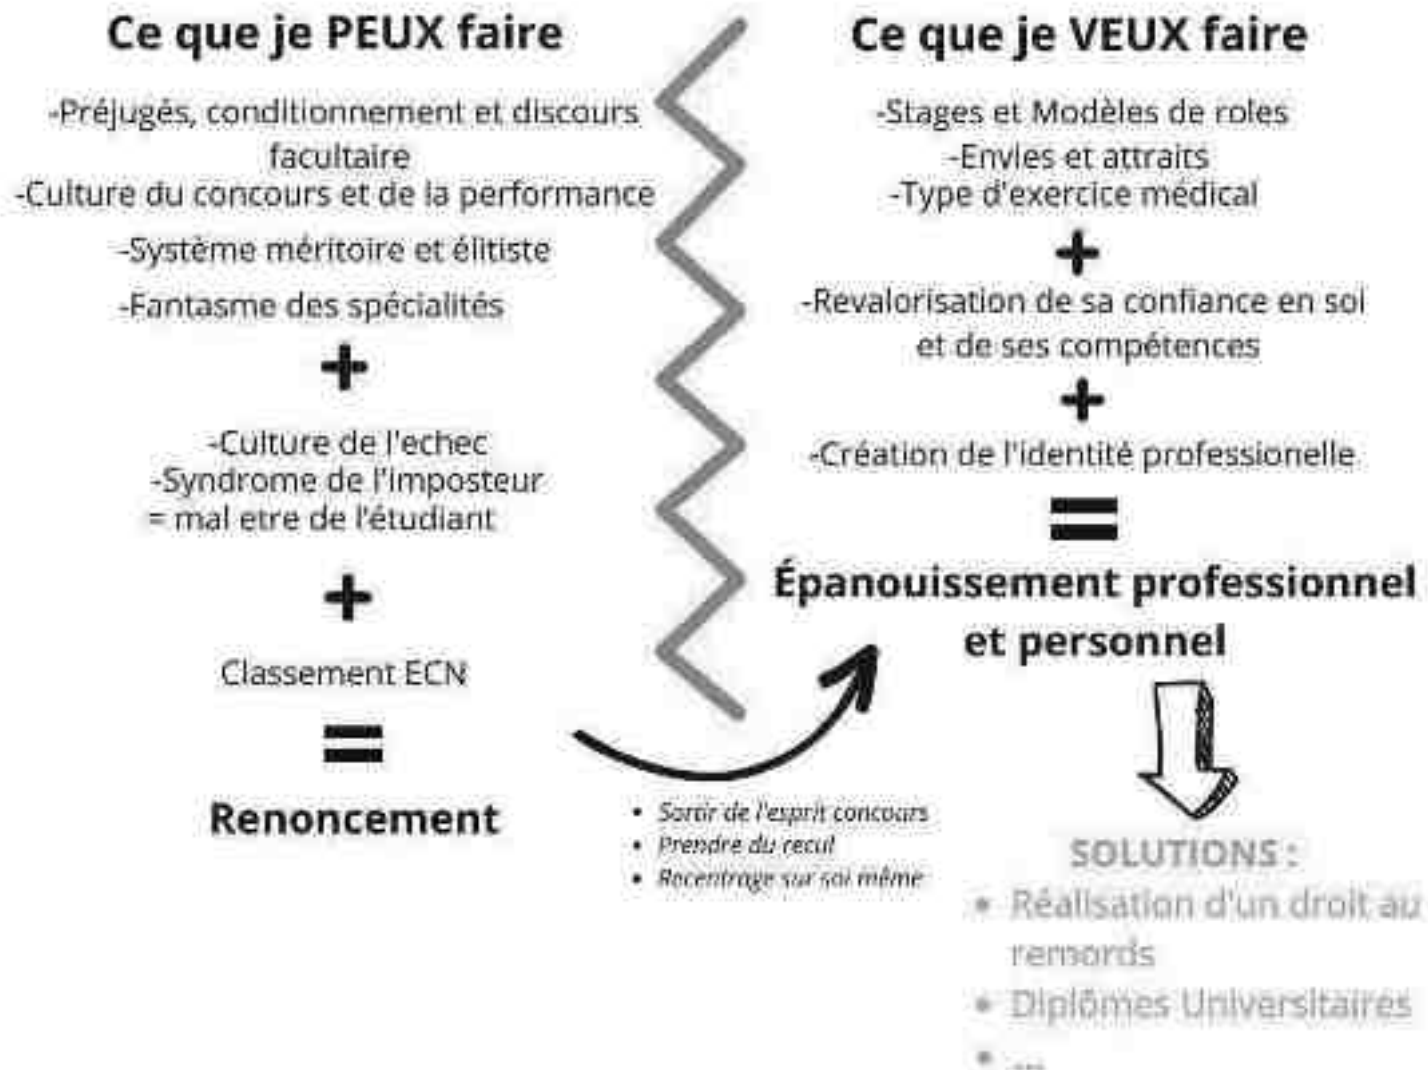 Ce que je PEUX faire
-Préjugés, conditionnement et discours
facultaire
-Culture du concours et de la performance
-Système méritoire et élitiste
-Fantasme des spécialités
+
-Culture de l'echec
-Syndrome de l'imposteur
= mal etre de l'étudiant
+
Classement ECN
=
Renoncement
Ce que je VEUX faire
-Stages et Modèles de roles
-Envies et attraits
-Type d'exercice médical
+
-Revalorisation de sa confiance en soi
et de ses compétences
+
-Création de l'identité professionelle
=
Épanouissement professionnel
et personnel
• Sortir de l'esprit concours
• Prendre du recul
• Recentrage sur soi même
SOLUTIONS :
• Réalisation d'un droit au
remords
• Diplômes Universitaires
• ...